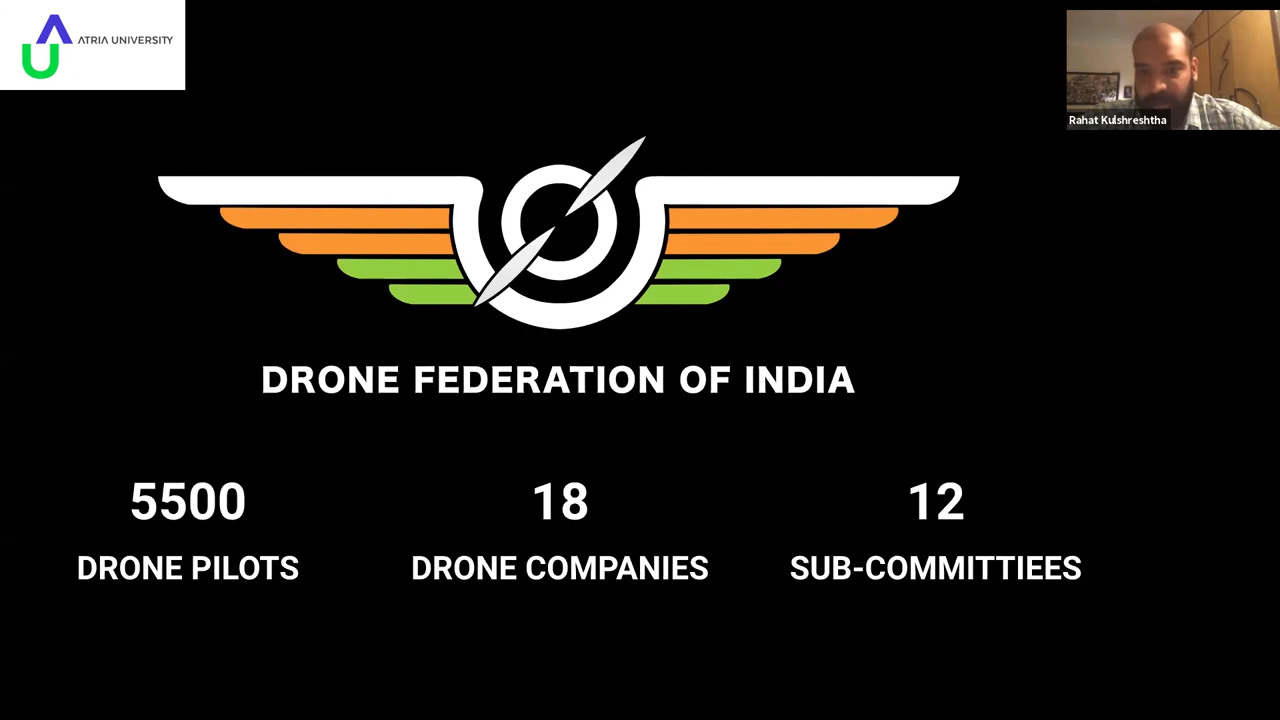 ATRIA UNIVERSITY
Rahat Kulshreshtha
DRONE FEDERATION OF INDIA
5500
18
12
DRONE PILOTS
DRONE COMPANIES
SUB-COMMITTIEES